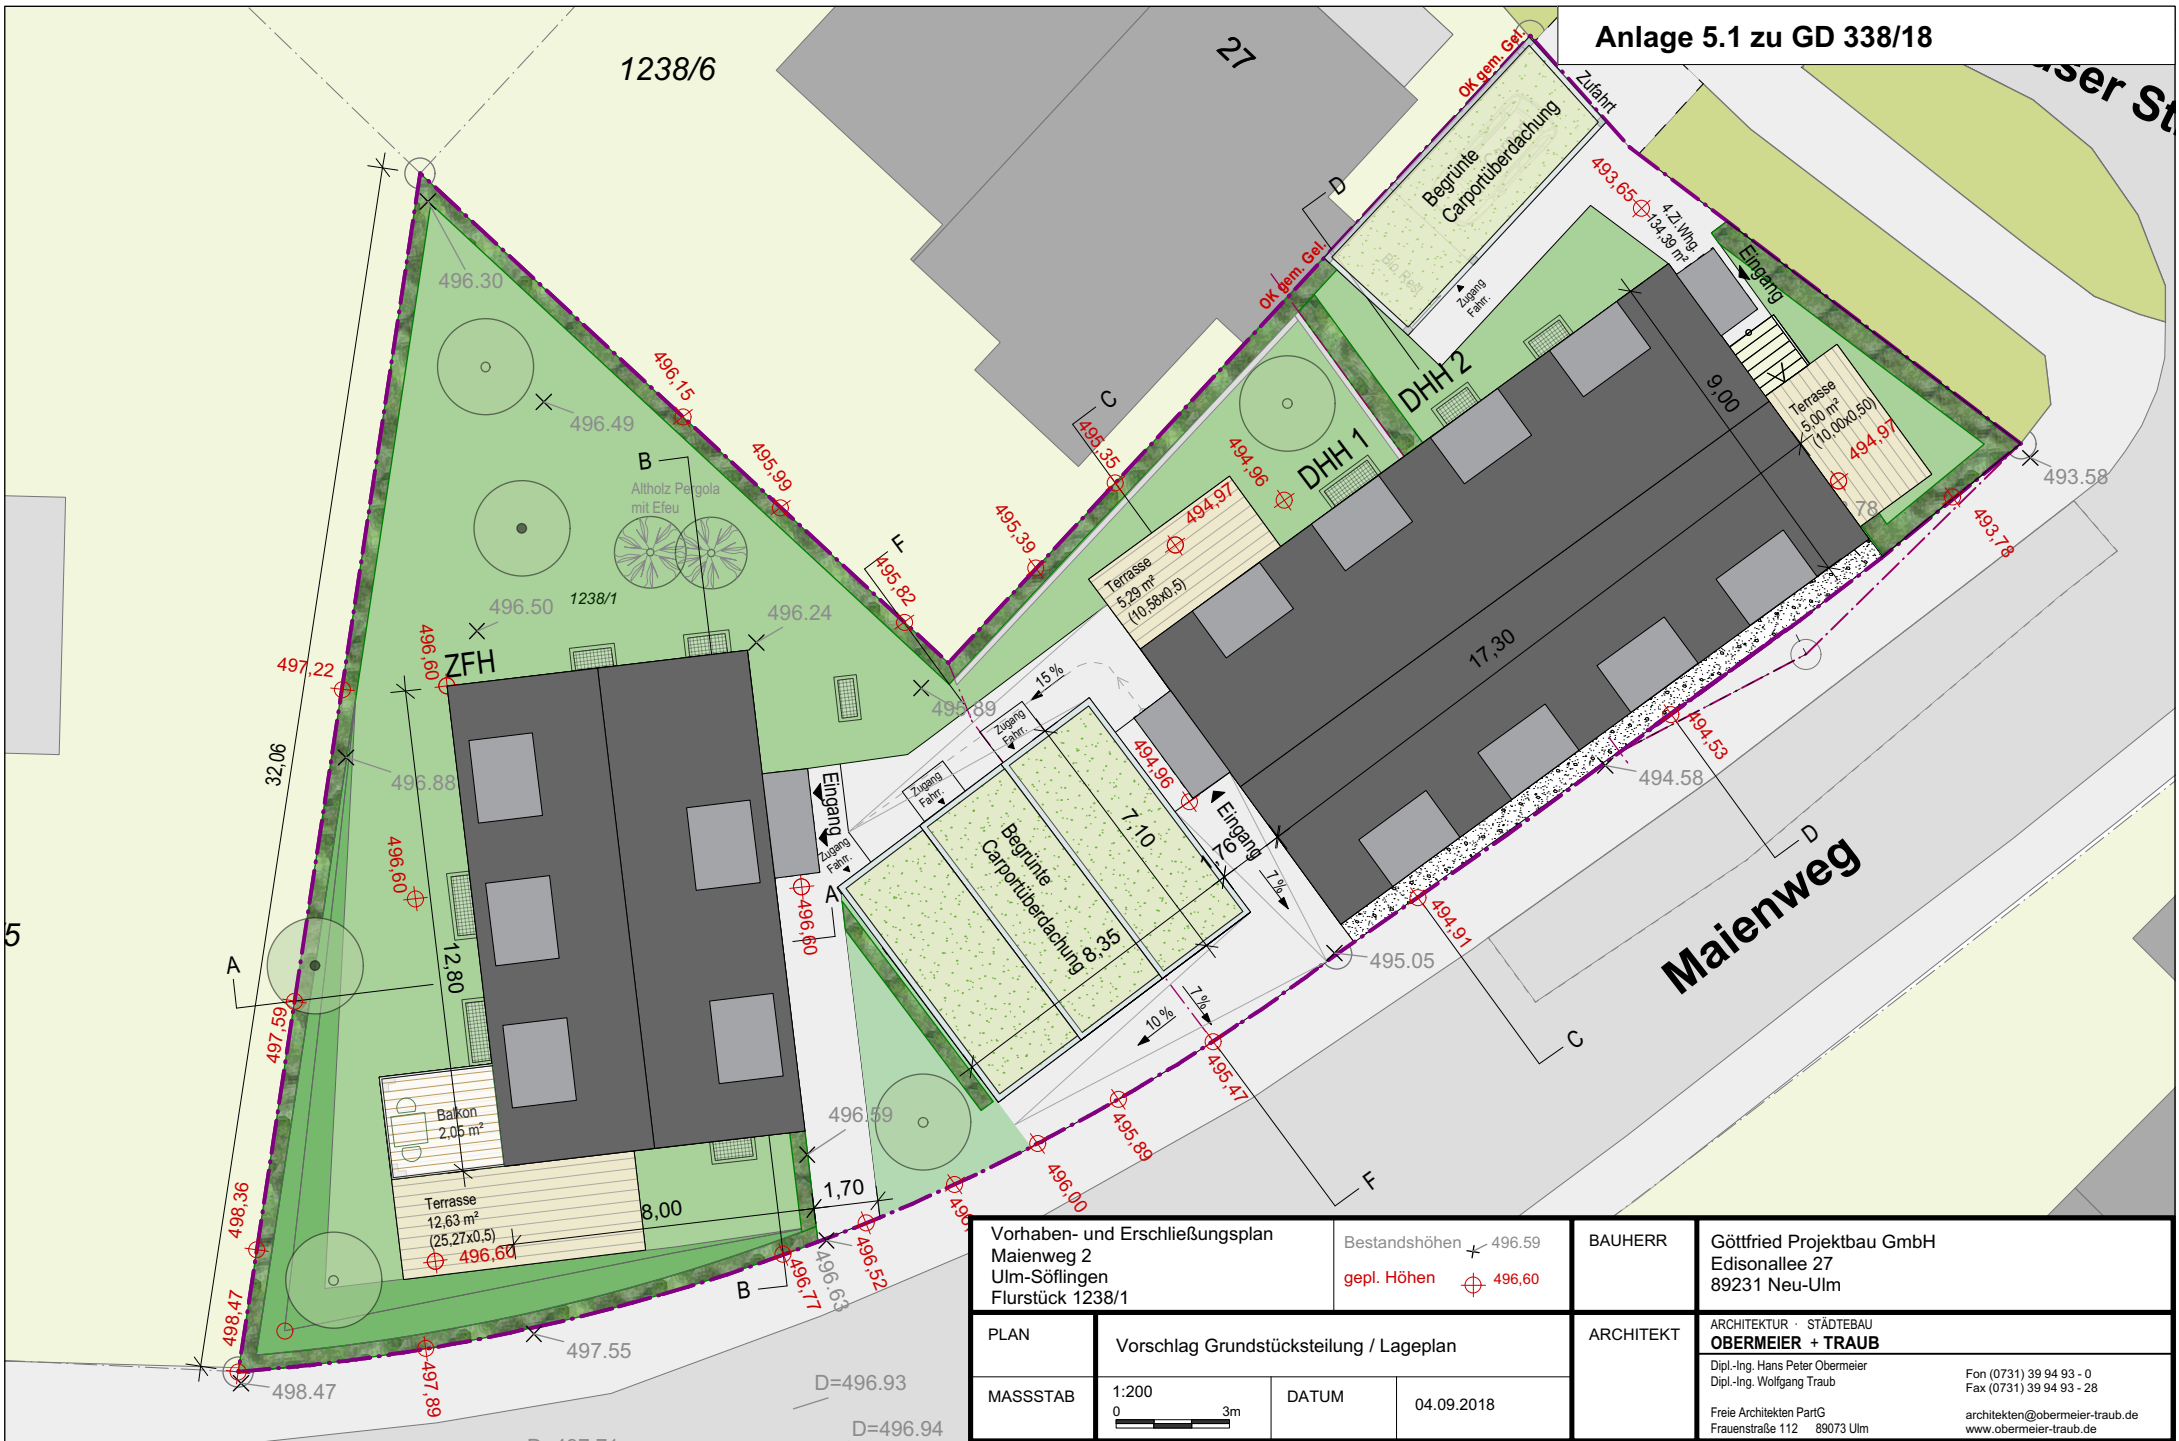 Anlage 5.1 zu GD 338/18
1238/6
27
OK gem. Gel.
Zufahrt
Begrünte
Carportüberdachung
493,65
4.Zi.Whg.
134,39 m²
Eingang
D
OK gem. Gel.
Zugang
Fahrr.
496.30
496,15
496.49
495,99
B
Altholz Pergola
mit Efeu
C
495,35
494,96
DHH 1
DHH 2
9,00
Terrasse
5,00 m²
(10,00x0,50)
494,97
493.58
78
493,78
495,39
494,97
Terrasse
5,29 m²
(10,58x0,5)
F
495,82
496.50
1238/1
496.24
496,60
ZFH
497,22
17,30
15%
495.89
Zugang
Fahrr.
32,06
496.88
Eingang
Zugang
Fahrr.
Zugang
Fahrr.
494,96
Eingang
7,10
1,76
7%
494,53
494.58
D
Maienweg
496,60
Begrünte
Carportüberdachung
8,35
A
496,60
5
A
12,80
494,91
495.05
497,59
7%
10%
C
495,47
495,89
Balkon
2,05 m²
496.59
496,00
F
Terrasse
12,63 m²
(25,27x0,5)
496,60
8,00
1,70
498,36
496,52
496.63
496,77
B
498,47
498.47
497.55
497,89
D=496.93
D=496.94
Vorhaben- und Erschließungsplan
Maienweg 2
Ulm-Söflingen
Flurstück 1238/1
Bestandshöhen 496.59
gepl. Höhen 496,60
BAUHERR
Göttfried Projektbau GmbH
Edisonallee 27
89231 Neu-Ulm
PLAN
Vorschlag Grundstücksteilung / Lageplan
ARCHITEKT
ARCHITEKTUR · STÄDTEBAU
OBERMEIER + TRAUB
Dipl.-Ing. Hans Peter Obermeier
Dipl.-Ing. Wolfgang Traub
Fon (0731) 39 94 93 - 0
Fax (0731) 39 94 93 - 28
Freie Architekten PartG
Frauenstraße 112 89073 Ulm
architekten@obermeier-traub.de
www.obermeier-traub.de
MASSSTAB
1:200
0 3m
DATUM
04.09.2018